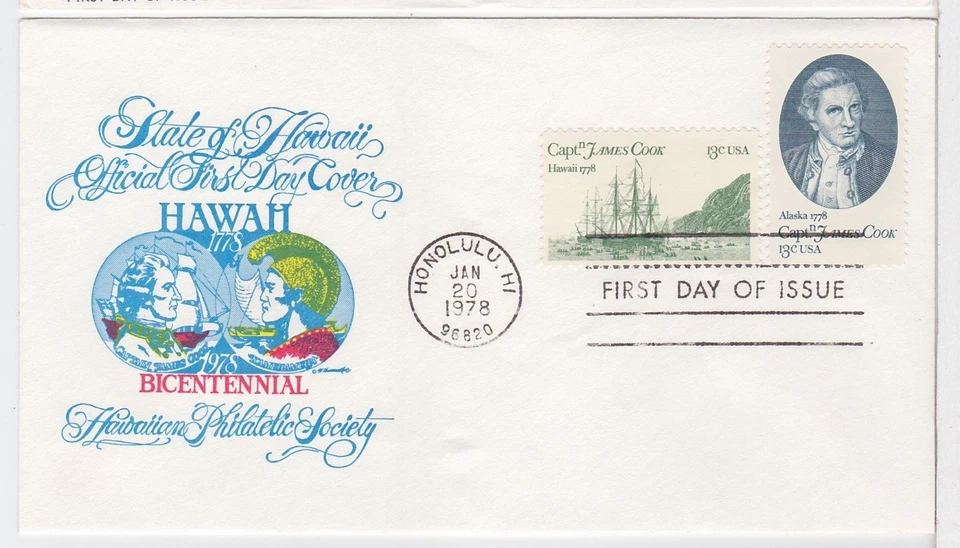 State of Hawaii
Official First Day Cover
HAWAII
1778
1978
BICENTENNIAL
Hawaiian Philatelic Society
HONOLULU, HI
JAN
20
1978
96820
Captn JAMES COOK 13c USA
Hawaii 1778
Alaska 1778
Captn JAMES COOK
13c USA
FIRST DAY OF ISSUE